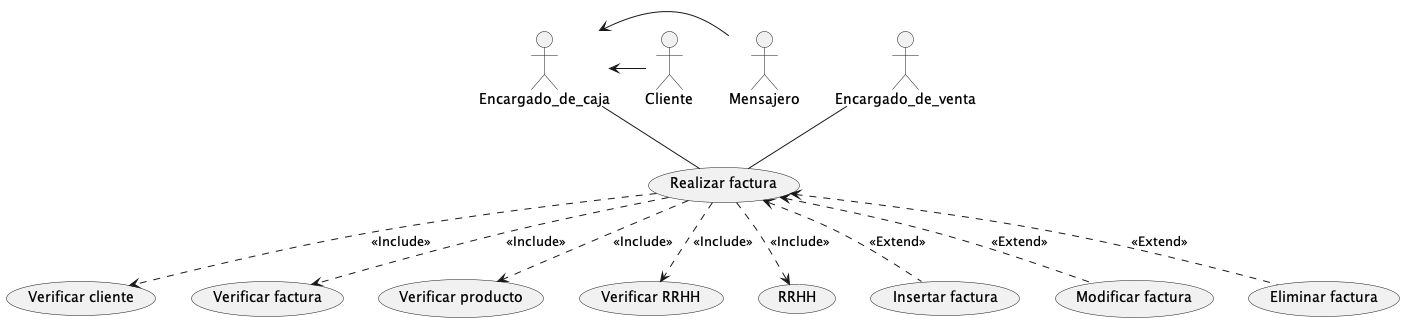 Encargado_de_caja
Cliente
Mensajero
Encargado_de_venta
Realizar factura
«Include»
«Include»
«Include»
«Include»
«Include»
«Extend»
«Extend»
«Extend»
Verificar cliente
Verificar factura
Verificar producto
Verificar RRHH
RRHH
Insertar factura
Modificar factura
Eliminar factura